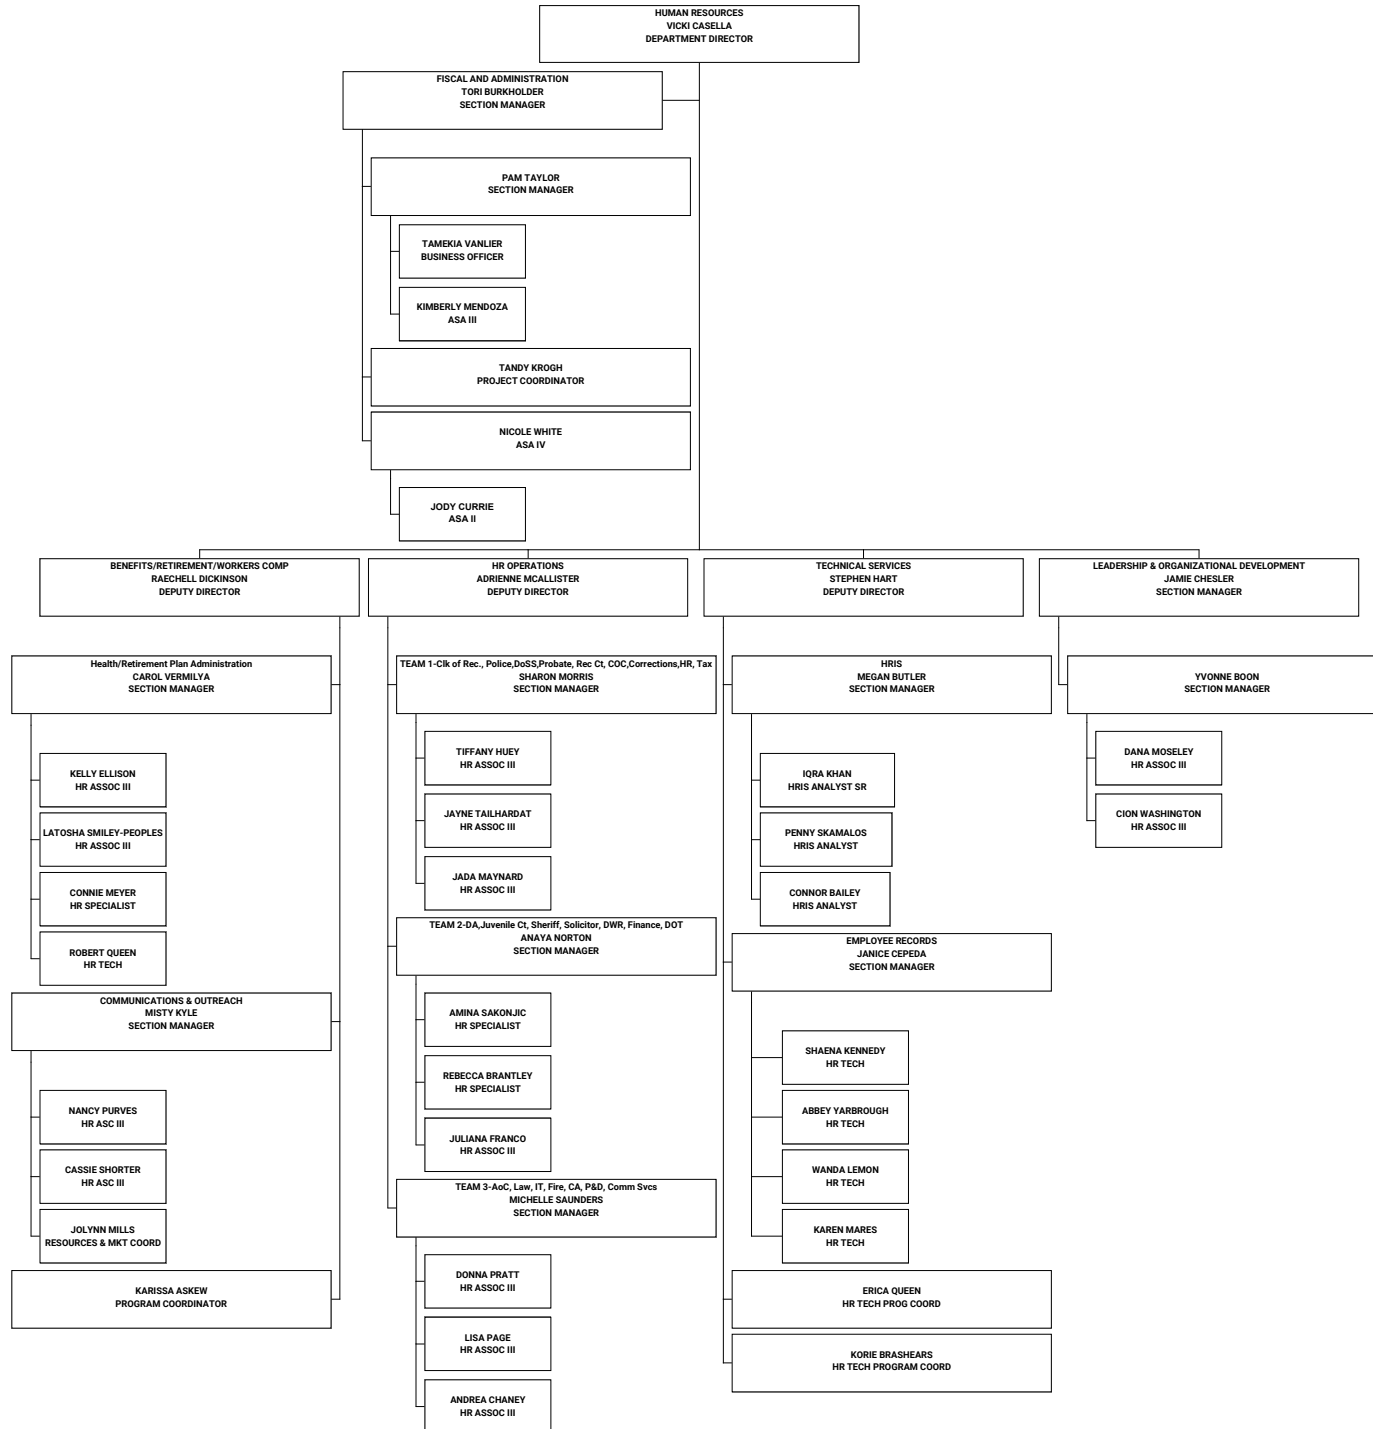 HUMAN RESOURCES
VICKI CASELLA
DEPARTMENT DIRECTOR
FISCAL AND ADMINISTRATION
TORI BURKHOLDER
SECTION MANAGER
PAM TAYLOR
SECTION MANAGER
TAMEKIA VANLIER
BUSINESS OFFICER
KIMBERLY MENDOZA
ASA III
TANDY KROGH
PROJECT COORDINATOR
NICOLE WHITE
ASA IV
JODY CURRIE
ASA II
BENEFITS/RETIREMENT/WORKERS COMP
RAECHELL DICKINSON
DEPUTY DIRECTOR
Health/Retirement Plan Administration
CAROL VERMILYA
SECTION MANAGER
KELLY ELLISON
HR ASSOC III
LATOSHA SMILEY-PEOPLES
HR ASSOC III
CONNIE MEYER
HR SPECIALIST
ROBERT QUEEN
HR TECH
COMMUNICATIONS & OUTREACH
MISTY KYLE
SECTION MANAGER
NANCY PURVES
HR ASC III
CASSIE SHORTER
HR ASC III
JOLYNN MILLS
RESOURCES & MKT COORD
KARISSA ASKEW
PROGRAM COORDINATOR
HR OPERATIONS
ADRIENNE MCALLISTER
DEPUTY DIRECTOR
TEAM 1-Clk of Rec., Police,DoSS,Probate, Rec Ct, COC,Corrections,HR, Tax
SHARON MORRIS
SECTION MANAGER
TIFFANY HUEY
HR ASSOC III
JAYNE TAILHARDAT
HR ASSOC III
JADA MAYNARD
HR ASSOC III
TEAM 2-DA,Juvenile Ct, Sheriff, Solicitor, DWR, Finance, DOT
ANAYA NORTON
SECTION MANAGER
AMINA SAKONJIC
HR SPECIALIST
REBECCA BRANTLEY
HR SPECIALIST
JULIANA FRANCO
HR ASSOC III
TEAM 3-AoC, Law, IT, Fire, CA, P&D, Comm Svcs
MICHELLE SAUNDERS
SECTION MANAGER
DONNA PRATT
HR ASSOC III
LISA PAGE
HR ASSOC III
ANDREA CHANEY
HR ASSOC III
TECHNICAL SERVICES
STEPHEN HART
DEPUTY DIRECTOR
HRIS
MEGAN BUTLER
SECTION MANAGER
IQRA KHAN
HRIS ANALYST SR
PENNY SKAMALOS
HRIS ANALYST
CONNOR BAILEY
HRIS ANALYST
EMPLOYEE RECORDS
JANICE CEPEDA
SECTION MANAGER
SHAENA KENNEDY
HR TECH
ABBEY YARBROUGH
HR TECH
WANDA LEMON
HR TECH
KAREN MARES
HR TECH
ERICA QUEEN
HR TECH PROG COORD
KORIE BRASHEARS
HR TECH PROGRAM COORD
LEADERSHIP & ORGANIZATIONAL DEVELOPMENT
JAMIE CHESLER
SECTION MANAGER
YVONNE BOON
SECTION MANAGER
DANA MOSELEY
HR ASSOC III
CION WASHINGTON
HR ASSOC III